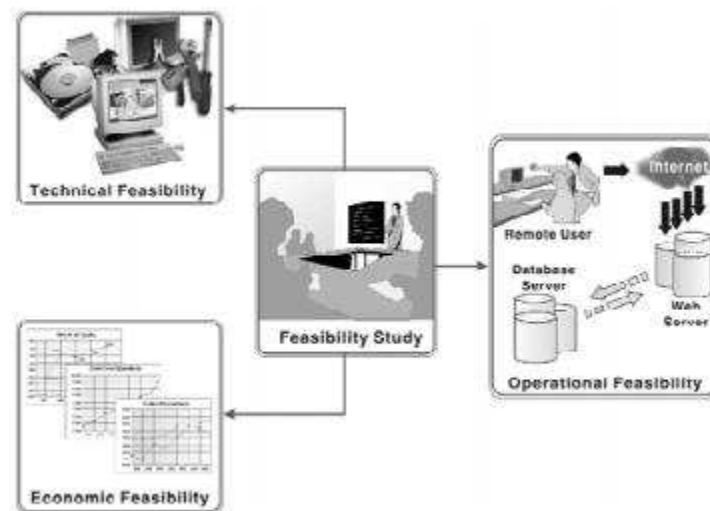 Technical Feasibility
Feasibility Study
Internet
Remote User
Database
Server
Web
Server
Operational Feasibility
Economic Feasibility